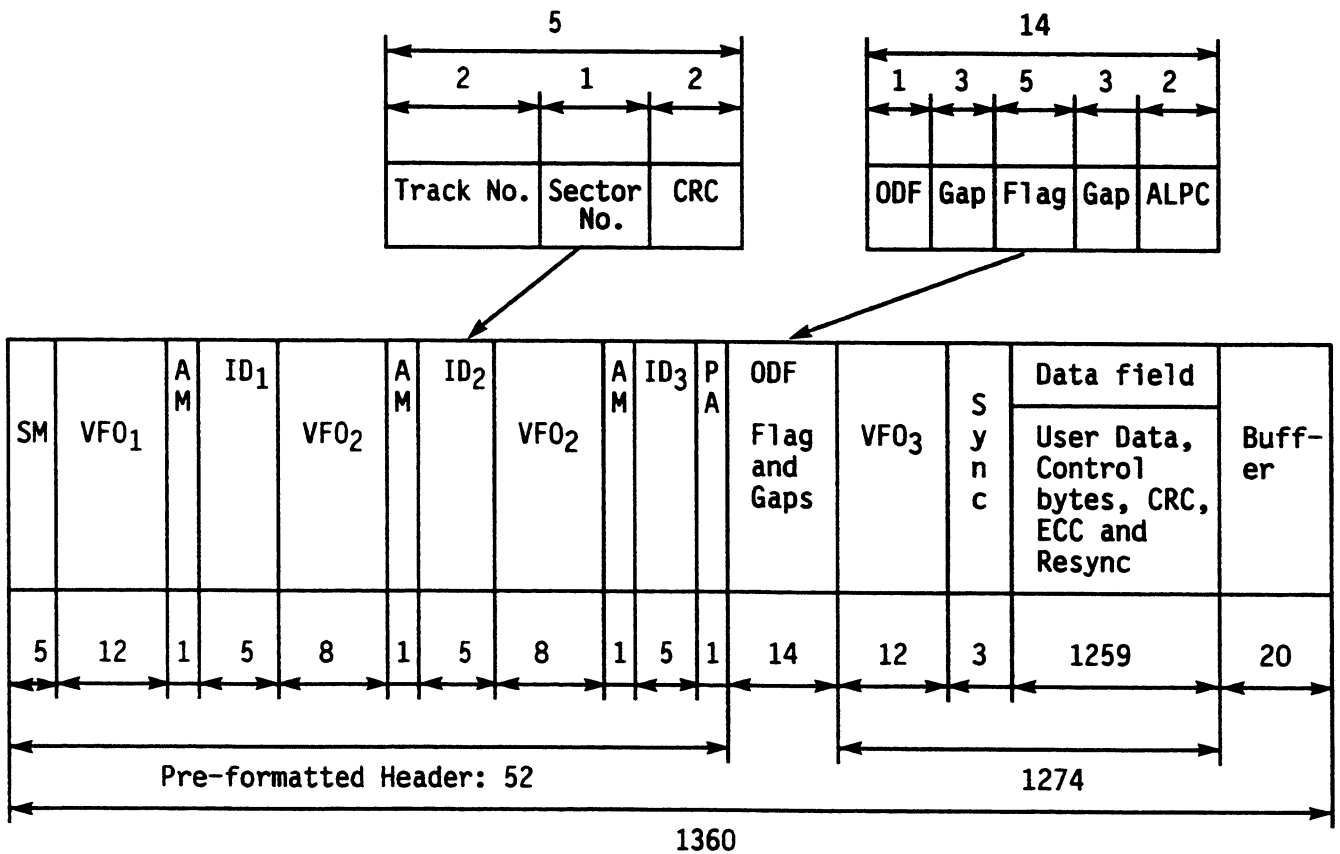 5
14
2 1 2
1 3 5 3 2
Track No. Sector No. CRC
ODF Gap Flag Gap ALPC
SM
VFO1
AM
ID1
VFO2
AM
ID2
VFO2
AM
ID3
PA
ODF
Flag
and
Gaps
VFO3
Sync
Data field
User Data,
Control
bytes, CRC,
ECC and
Resync
Buff-
er
5 12 1 5 8 1 5 8 1 5 1 14 12 3 1259 20
Pre-formatted Header: 52
1274
1360